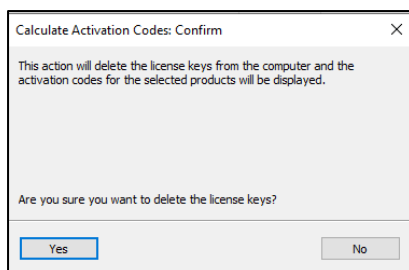 Calculate Activation Codes: Confirm
This action will delete the license keys from the computer and the
activation codes for the selected products will be displayed.
Are you sure you want to delete the license keys?
Yes
No